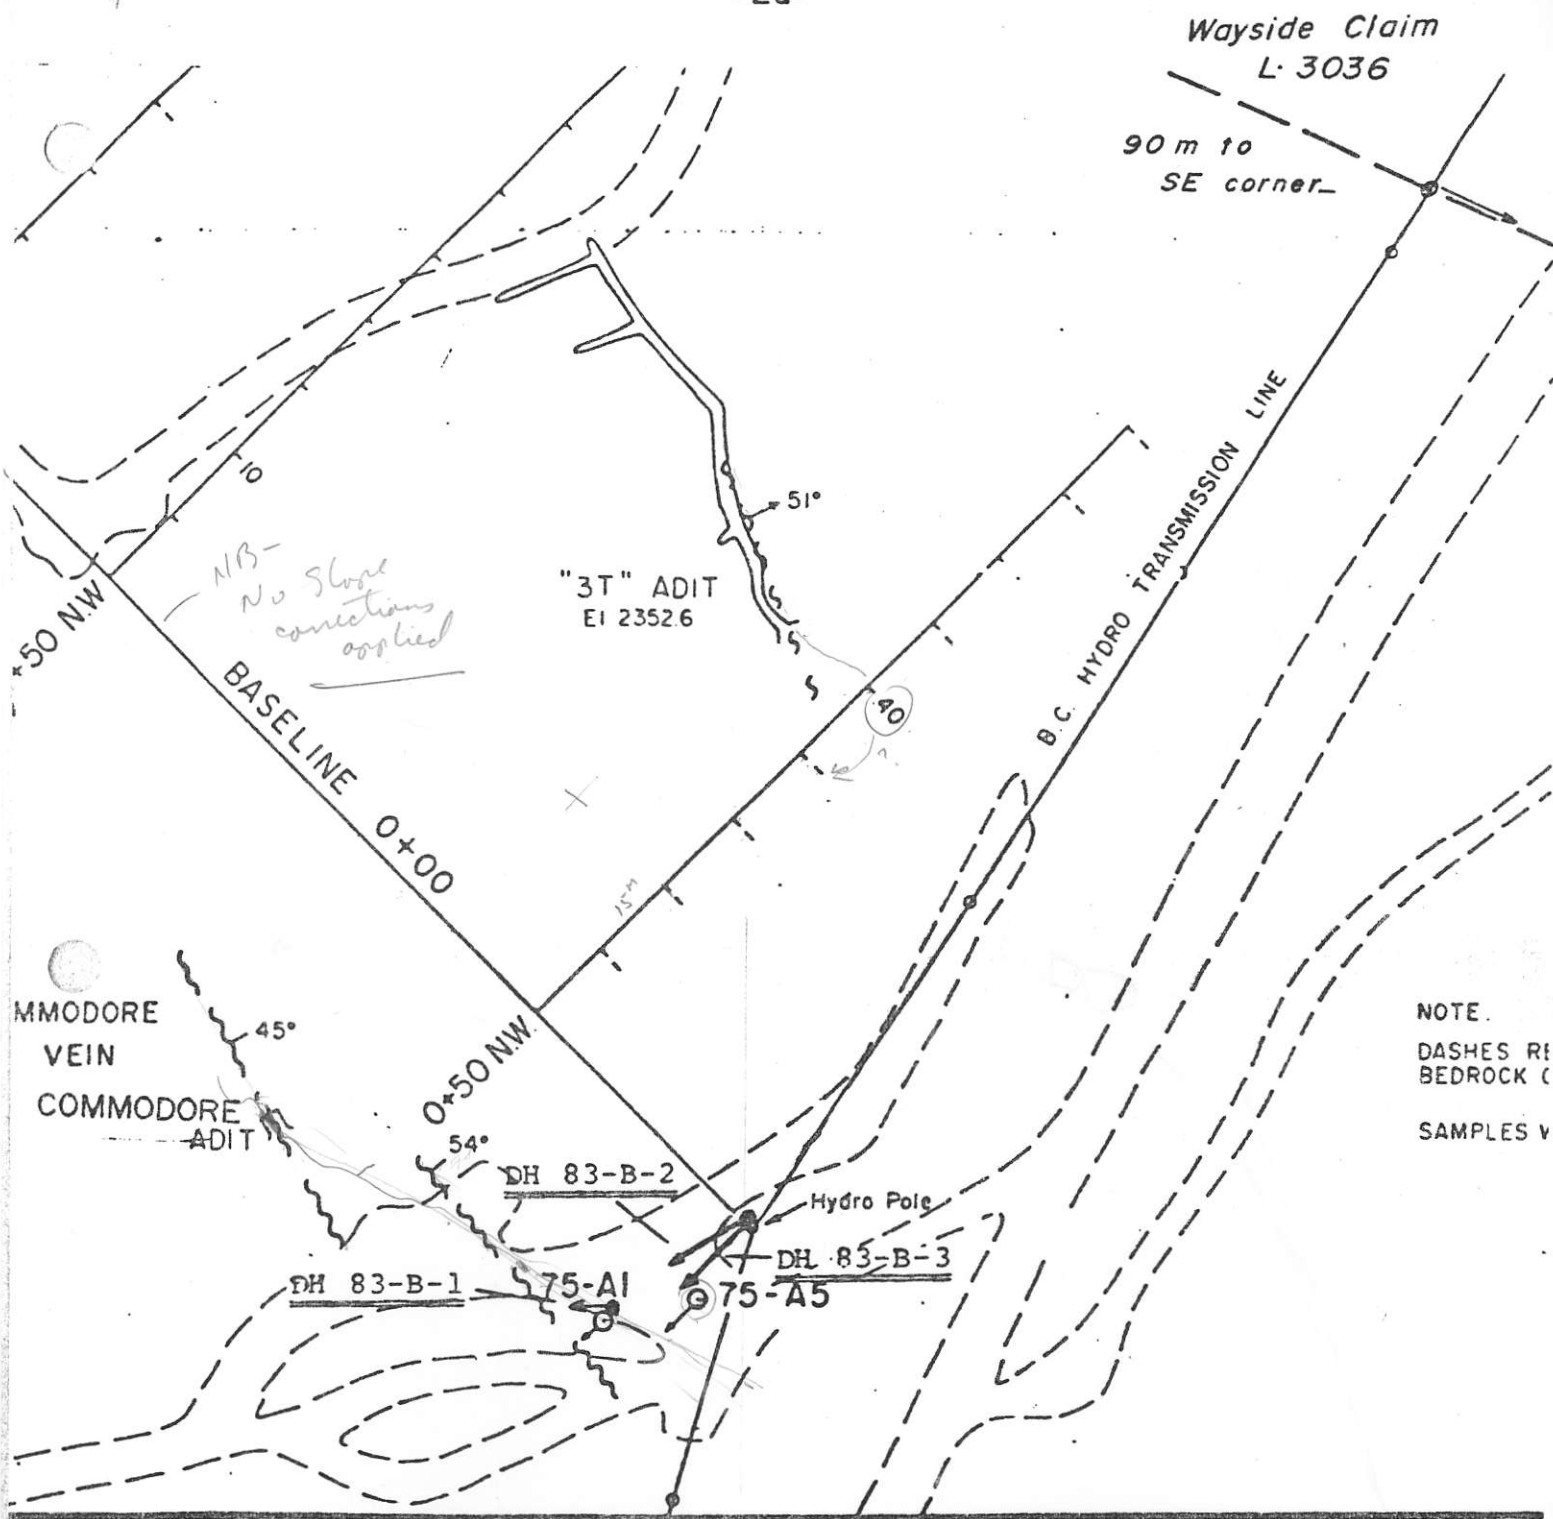 Wayside Claim
L. 3036
90 m to
SE corner
10
51°
"3T" ADIT
El 2352.6
NB-
No Slope
corrections
applied
50 N.W
BASELINE 0+00
40
?
15 M
B.C. HYDRO TRANSMISSION LINE
MMODORE
VEIN
45°
COMMODORE
ADIT
0+50 N.W.
54°
DH 83-B-2
Hydro Pole
DH 83-B-3
DH 83-B-1
75-A1
75-A5
NOTE.
DASHES RE
BEDROCK
SAMPLES